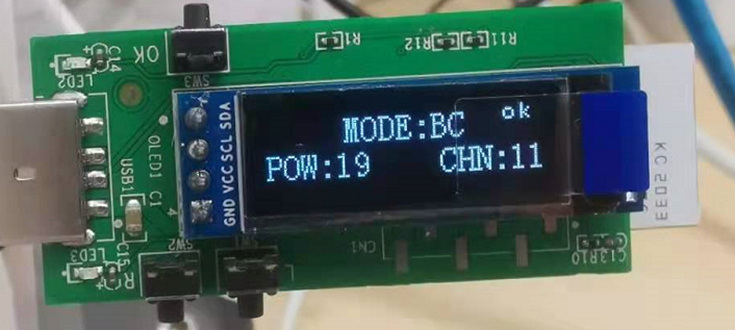 C14
OK
LED2
SW3
R1
R12
R11
ok
MODE:BC
POW:19 CHN:11
GND VCC SCL SDA
OLED1
C1
USB1
C15
LED3
SW2
SW1
CN1
C13
R10